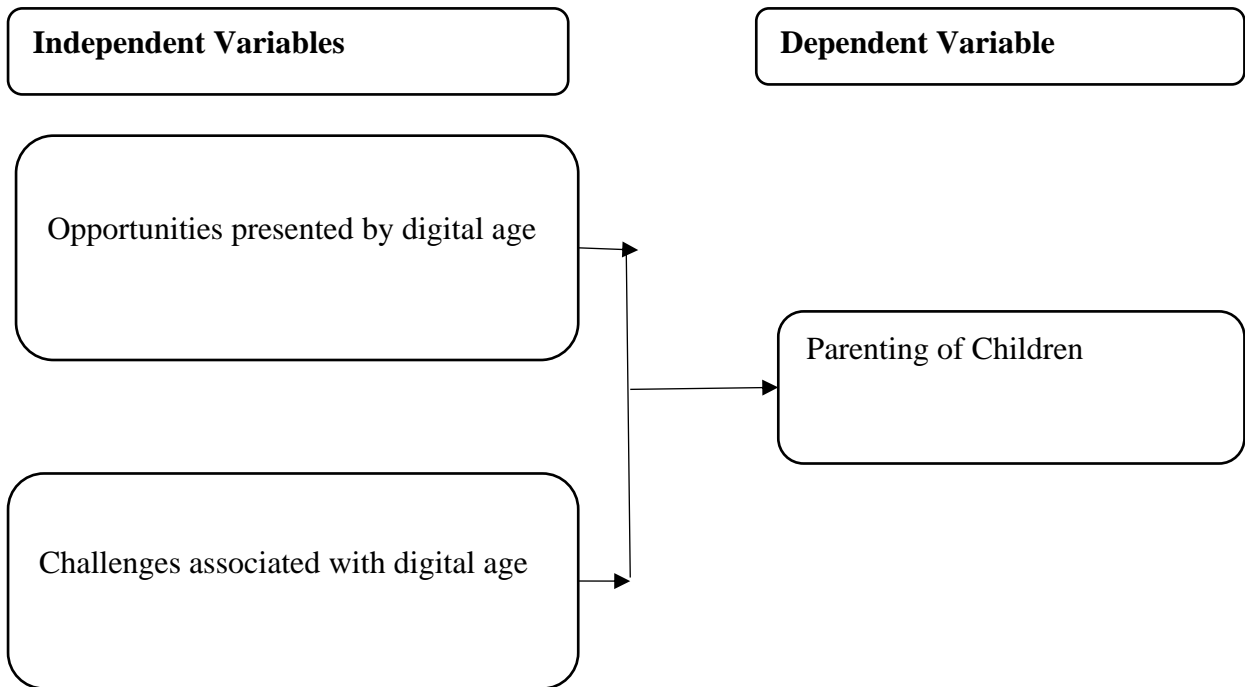 Independent Variables
Dependent Variable
Opportunities presented by digital age
Parenting of Children
Challenges associated with digital age